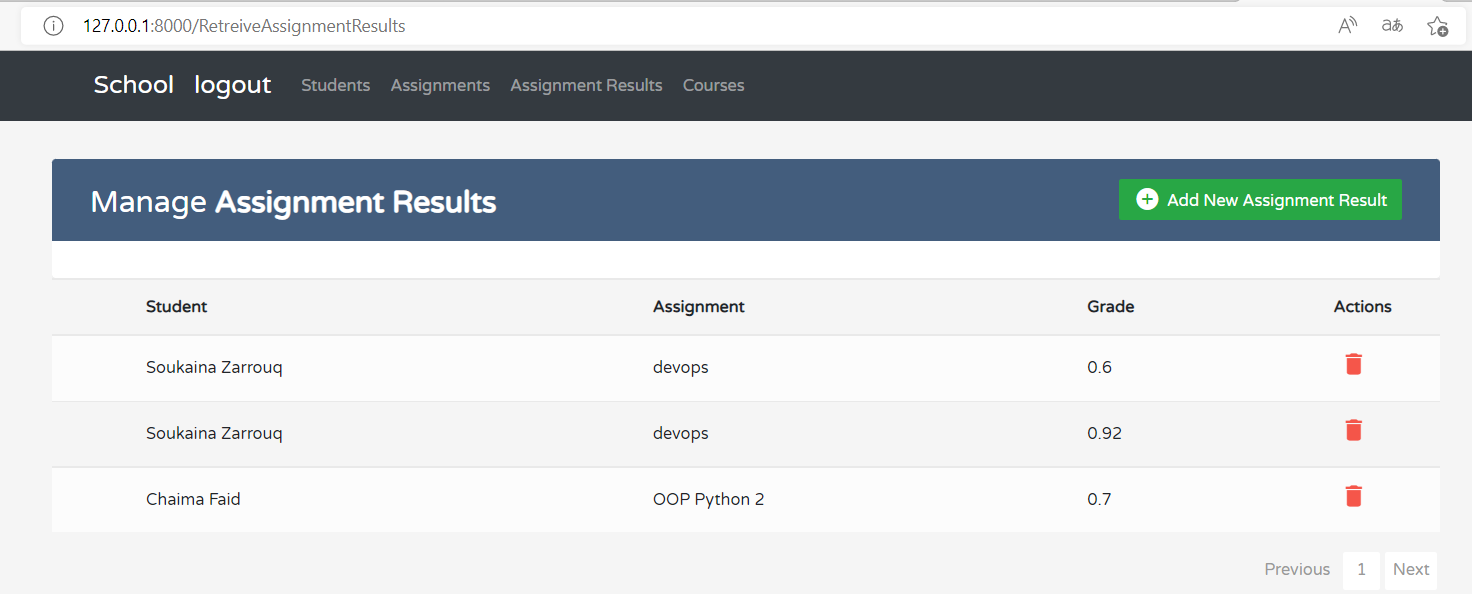 127.0.0.1:8000/RetreiveAssignmentResults
School logout Students Assignments Assignment Results Courses
Manage Assignment Results Add New Assignment Result
Student Assignment Grade Actions
Soukaina Zarrouq devops 0.6
Soukaina Zarrouq devops 0.92
Chaima Faid OOP Python 2 0.7
Previous 1 Next